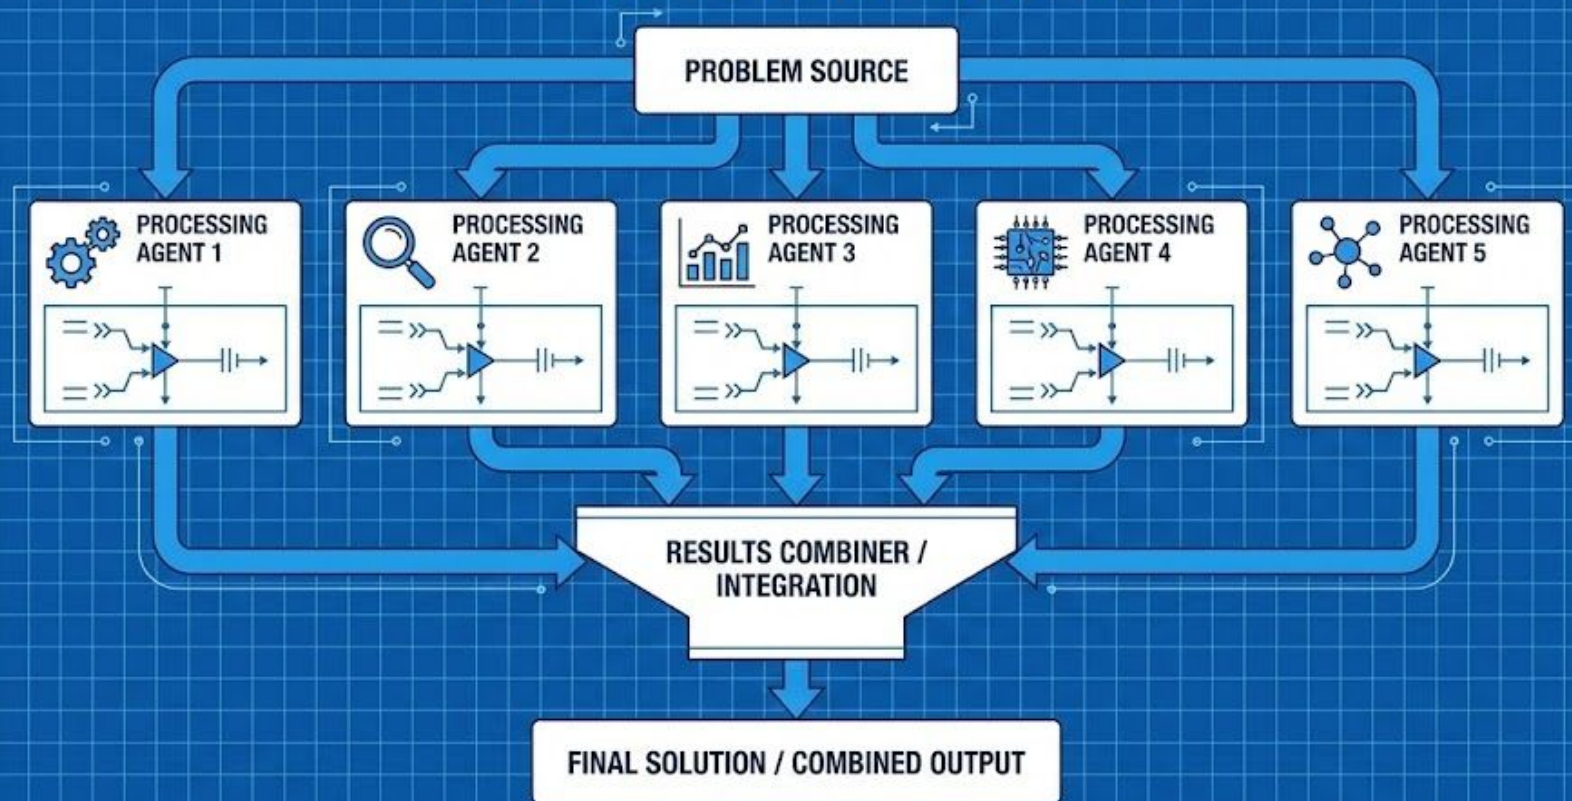 PROBLEM SOURCE
PROCESSING
AGENT 1
PROCESSING
AGENT 2
PROCESSING
AGENT 3
PROCESSING
AGENT 4
PROCESSING
AGENT 5
RESULTS COMBINER /
INTEGRATION
FINAL SOLUTION / COMBINED OUTPUT